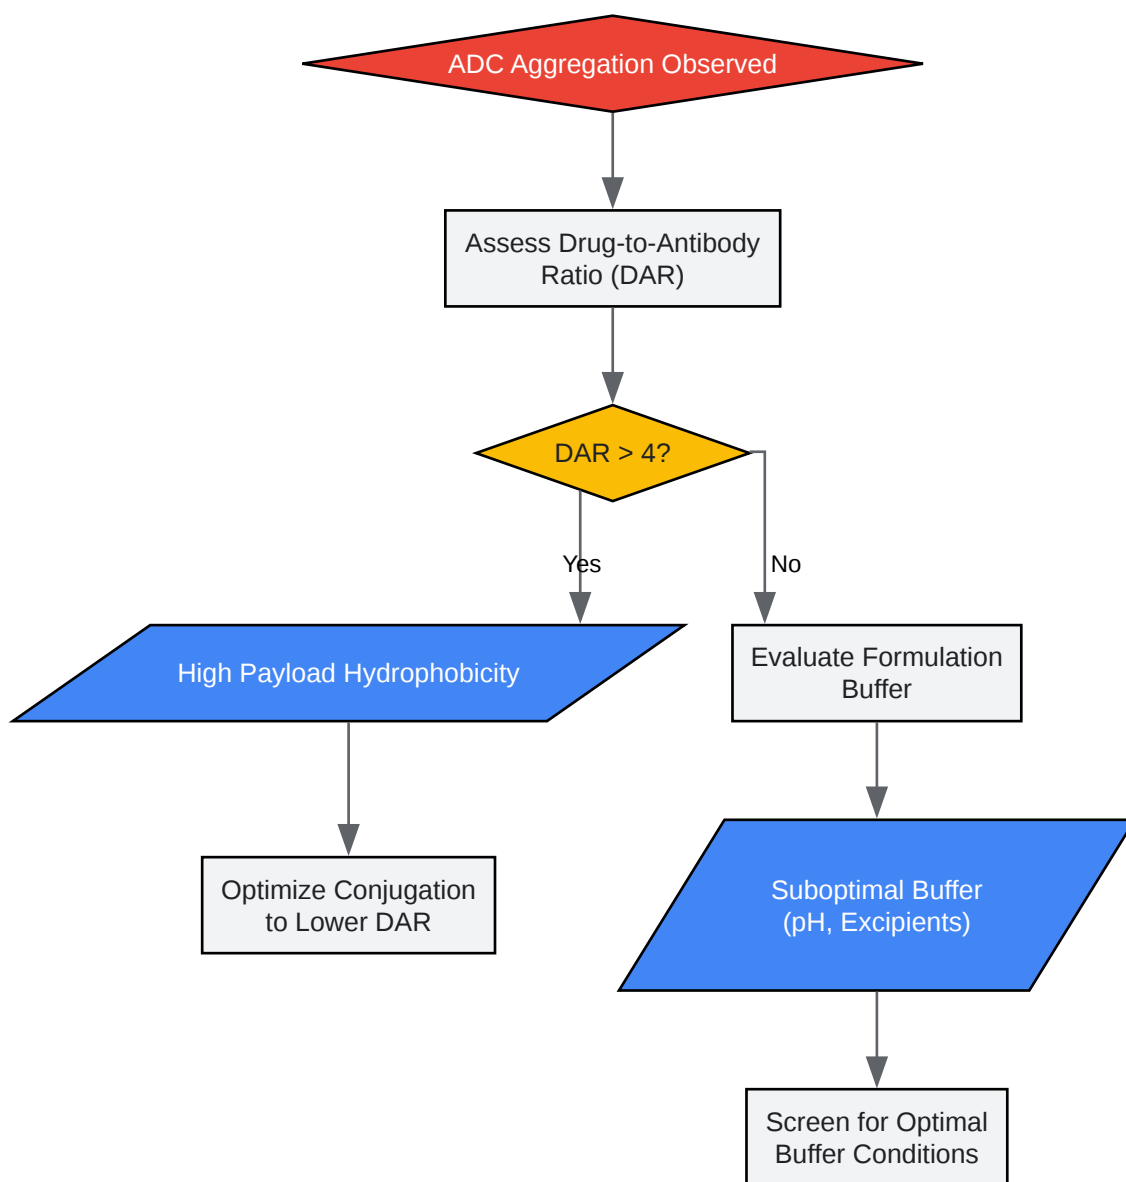 ADC Aggregation Observed
Assess Drug-to-Antibody
Ratio (DAR)
DAR > 4?
Yes
No
High Payload Hydrophobicity
Evaluate Formulation
Buffer
Optimize Conjugation
to Lower DAR
Suboptimal Buffer
(pH, Excipients)
Screen for Optimal
Buffer Conditions